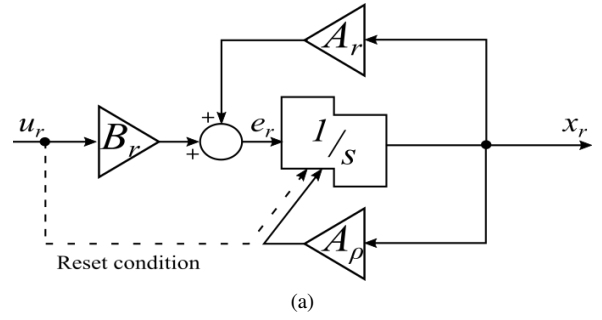 A_r
u_r
B_r
+
+
e_r
1/s
x_r
A_ρ
Reset condition
(a)